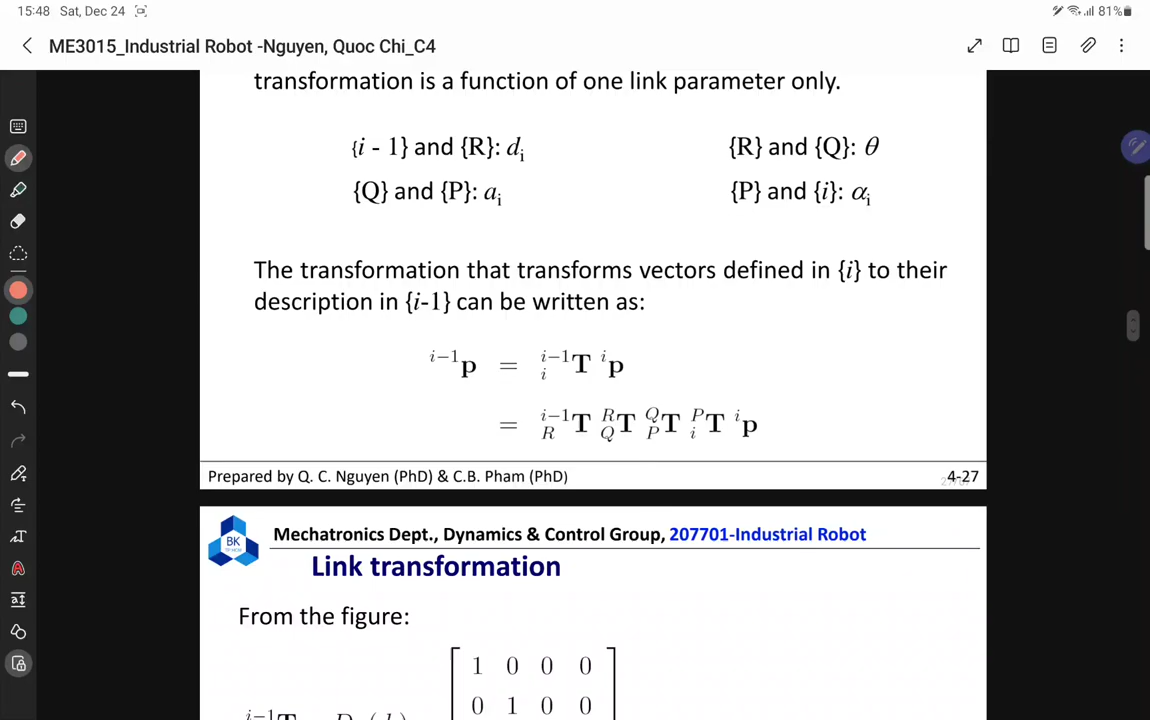 15:48 Sat, Dec 24 81%
ME3015_Industrial Robot -Nguyen, Quoc Chi_C4
transformation is a function of one link parameter only.
{i - 1} and {R}: dᵢ {R} and {Q}: θ
{Q} and {P}: aᵢ {P} and {i}: αᵢ
The transformation that transforms vectors defined in {i} to their
description in {i-1} can be written as:
ⁱ⁻¹p = ⁱ⁻¹ᵢT ⁱp
= ⁱ⁻¹_R T ᴿ_Q T ^Q_P T ᴾᵢT ⁱp
Prepared by Q. C. Nguyen (PhD) & C.B. Pham (PhD) 4-27
BK
Mechatronics Dept., Dynamics & Control Group, 207701-Industrial Robot
Link transformation
From the figure:
1 0 0 0
0 1 0 0